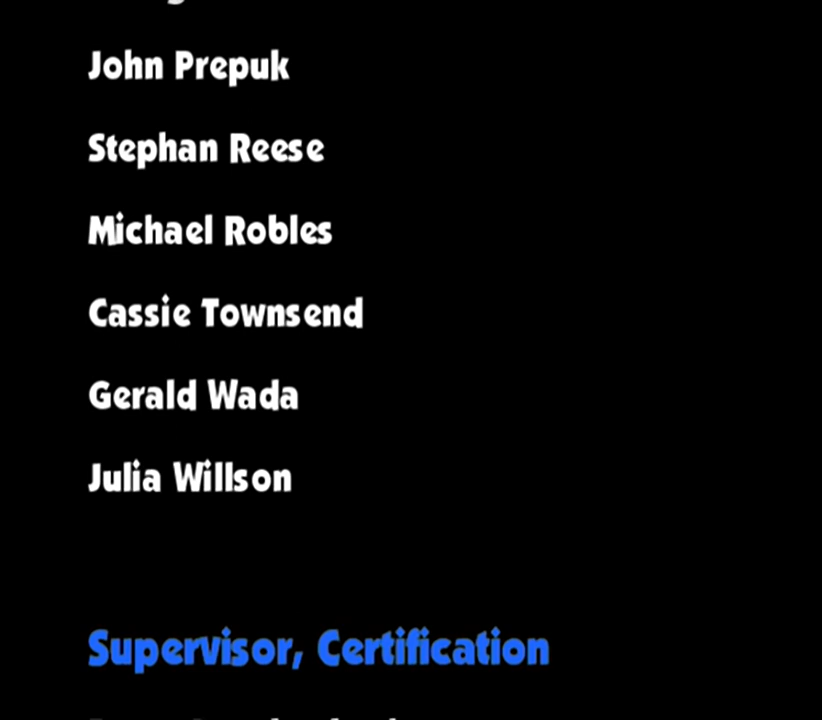 John Prepuk
Stephan Reese
Michael Robles
Cassie Townsend
Gerald Wada
Julia Willson
Supervisor, Certification